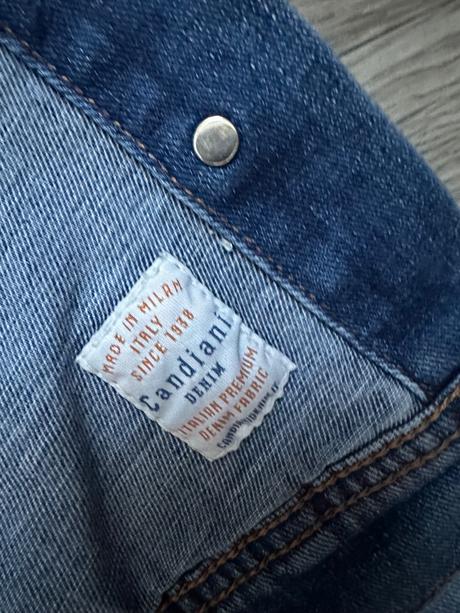 MADE IN MILAN
ITALY
SINCE 1938
Candiani
DENIM
ITALIAN PREMIUM
DENIM FABRIC